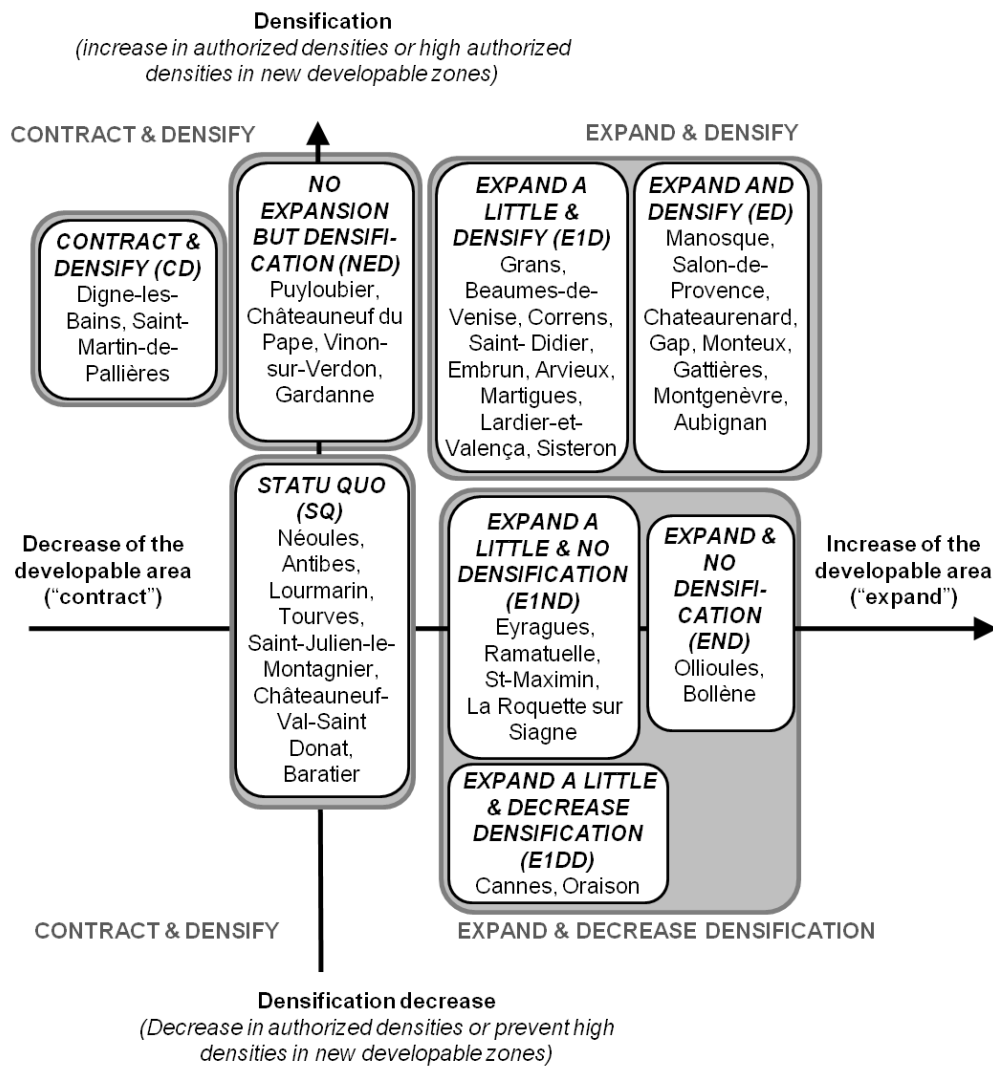 Densification
(increase in authorized densities or high authorized
densities in new developable zones)
CONTRACT & DENSIFY
EXPAND & DENSIFY
CONTRACT &
DENSIFY (CD)
Digne-les-
Bains, Saint-
Martin-de-
Pallières
NO
EXPANSION
BUT DENSIFI-
CATION (NED)
Puyloubier,
Châteauneuf du
Pape, Vinon-
sur-Verdon,
Gardanne
EXPAND A
LITTLE &
DENSIFY (E1D)
Grans,
Beaumes-de-
Venise, Correns,
Saint- Didier,
Embrun, Arvieux,
Martigues,
Lardier-et-
Valença, Sisteron
EXPAND AND
DENSIFY (ED)
Manosque,
Salon-de-
Provence,
Chateaurenard,
Gap, Monteux,
Gattières,
Montgenèvre,
Aubignan
Decrease of the
developable area
(“contract”)
STATU QUO
(SQ)
Néoules,
Antibes,
Lourmarin,
Tourves,
Saint-Julien-le-
Montagnier,
Châteauneuf-
Val-Saint
Donat,
Baratier
EXPAND A
LITTLE & NO
DENSIFICATION
(E1ND)
Eyragues,
Ramatuelle,
St-Maximin,
La Roquette sur
Siagne
EXPAND &
NO
DENSIFI-
CATION
(END)
Ollioules,
Bollène
Increase of the
developable area
(“expand”)
EXPAND A LITTLE
& DECREASE
DENSIFICATION
(E1DD)
Cannes, Oraison
CONTRACT & DENSIFY
EXPAND & DECREASE DENSIFICATION
Densification decrease
(Decrease in authorized densities or prevent high
densities in new developable zones)